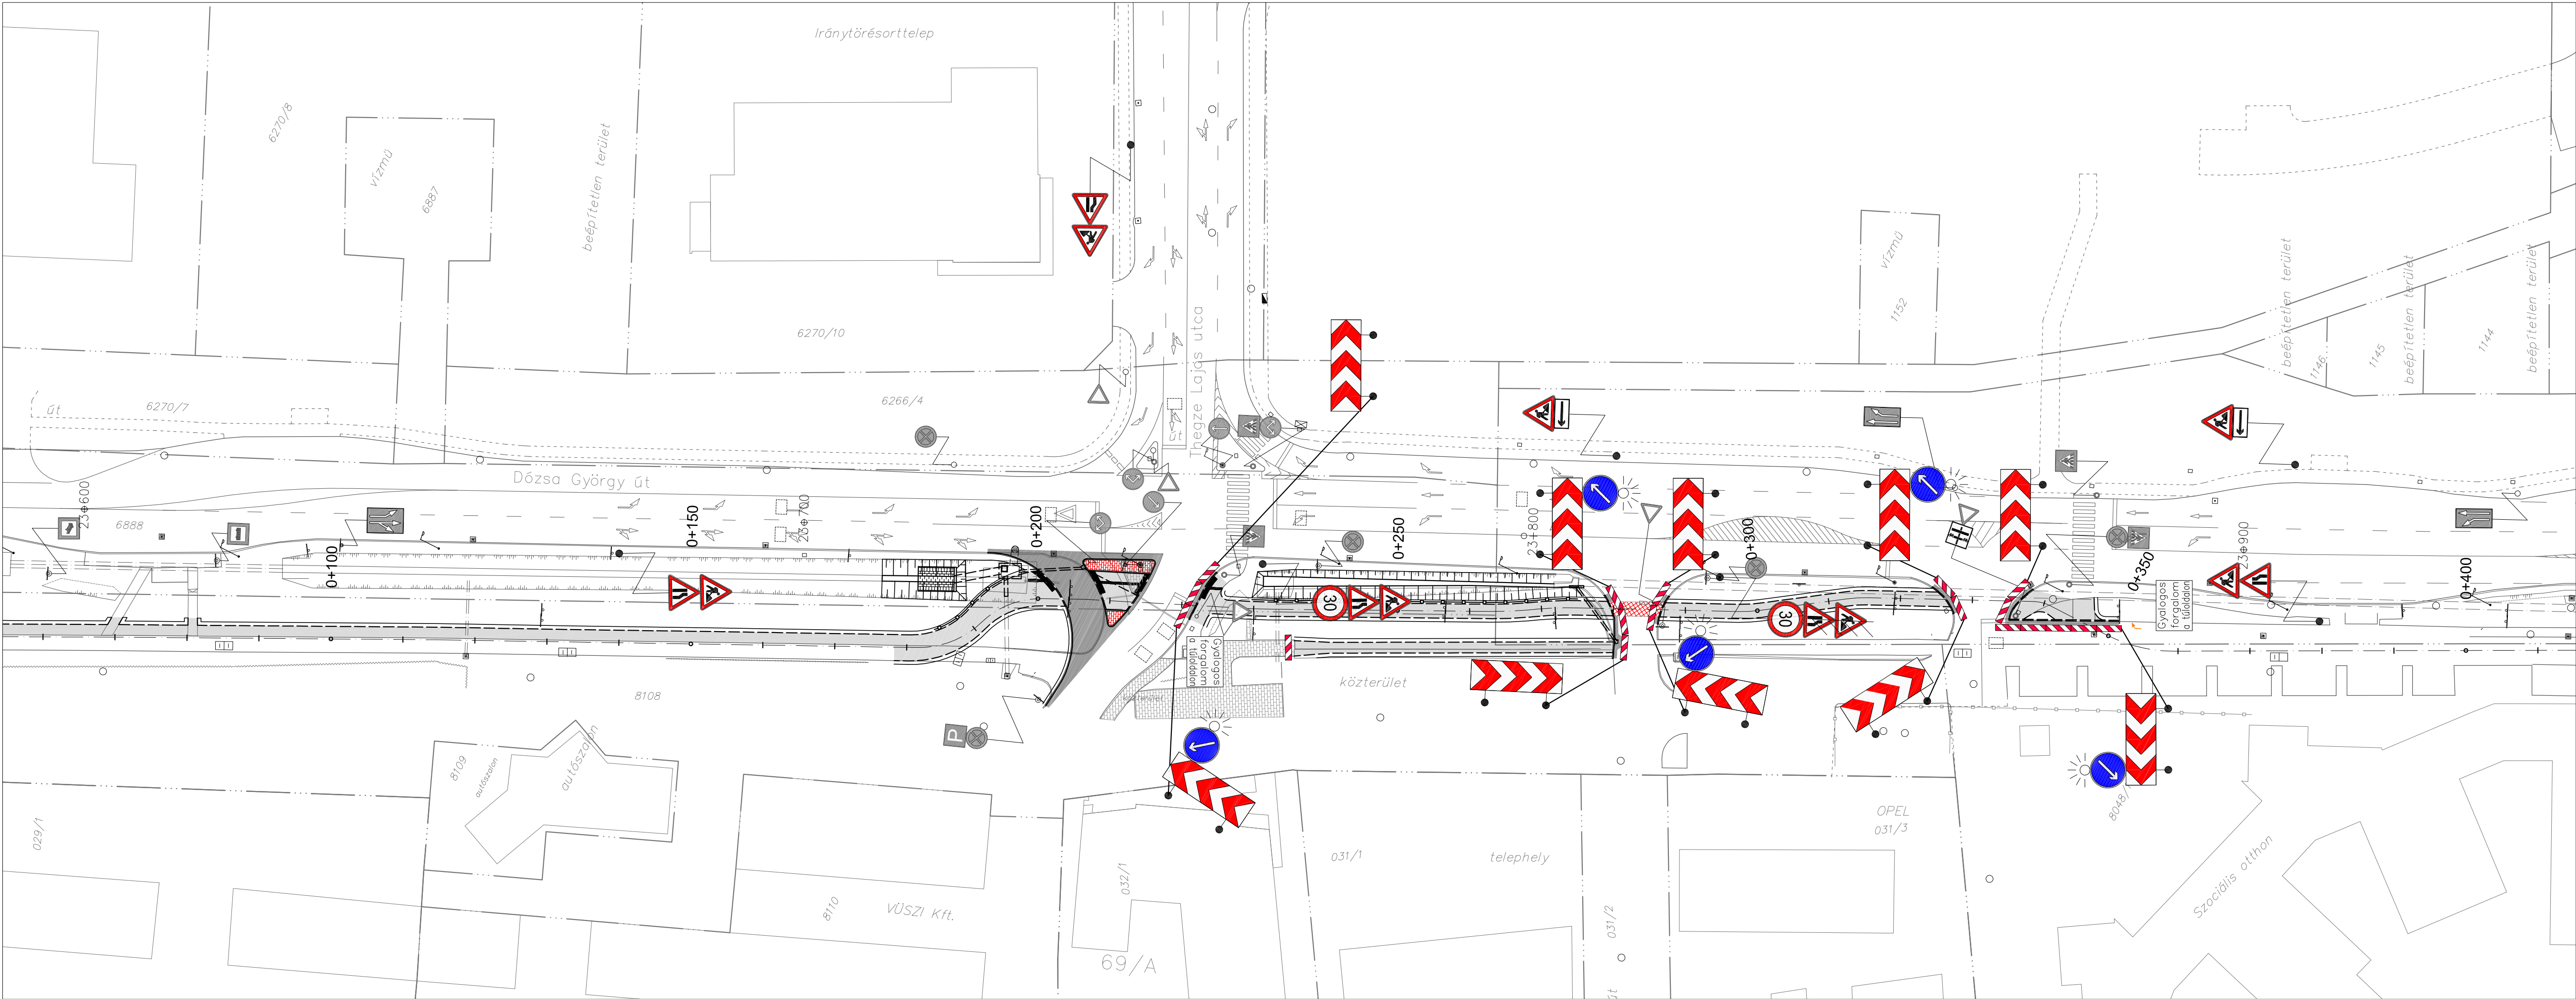 Iránytörésorttelep
6270/8
vízmű
6887
beépítetlen terület
6270/10
Thegze Lajos utca
vízmű
1152
beépítetlen terület
beépítetlen terület
beépítetlen terület
1146
1145
1144
út
6270/7
6266/4
út
Dózsa György út
23+600
6888
0+100
0+150
23+700
0+200
0+250
23+800
0+300
0+350
23+900
0+400
30
30
Gyalogos
forgalom
a túloldalon
Gyalogos
forgalom
a túloldalon
közterület
közterület
8108
P
8109
autószalon
autószalon
029/1
8110
VÜSZI Kft.
032/1
69/A
031/1
telephely
031/2
út
OPEL
031/3
Szociális otthon